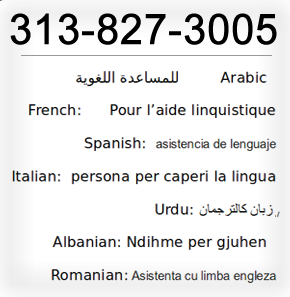 313-827-3005
للمساعدة اللغوية Arabic
French: Pour l’aide linquistique
Spanish: asistencia de lenguaje
Italian: persona per caperi la lingua
Urdu: زبان کالترجمان
Albanian: Ndihme per gjuhen
Romanian: Asistenta cu limba engleza